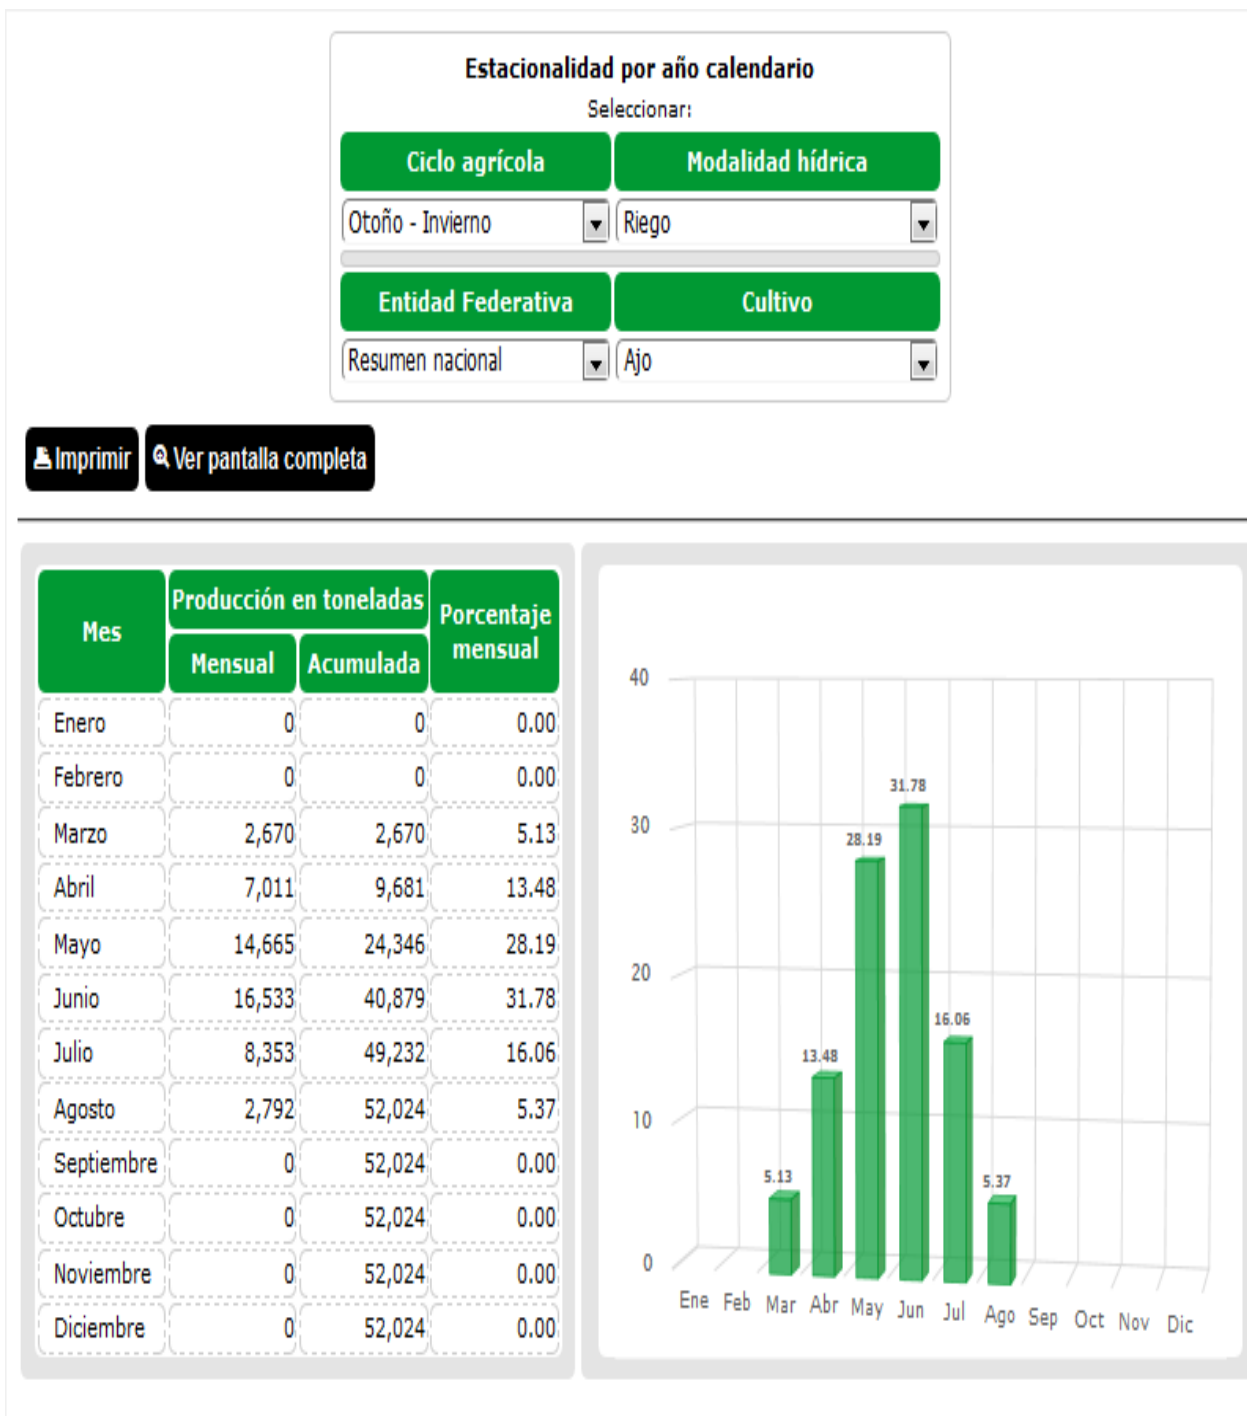 Estacionalidad por año calendario
Seleccionar:
Ciclo agrícola Modalidad hídrica
Otoño - Invierno Riego
Entidad Federativa Cultivo
Resumen nacional Ajo
Imprimir Ver pantalla completa
Mes Producción en toneladas Porcentaje mensual
Mensual Acumulada
Enero 0 0 0.00
Febrero 0 0 0.00
Marzo 2,670 2,670 5.13
Abril 7,011 9,681 13.48
Mayo 14,665 24,346 28.19
Junio 16,533 40,879 31.78
Julio 8,353 49,232 16.06
Agosto 2,792 52,024 5.37
Septiembre 0 52,024 0.00
Octubre 0 52,024 0.00
Noviembre 0 52,024 0.00
Diciembre 0 52,024 0.00
40
30
20
10
0
5.13
13.48
28.19
31.78
16.06
5.37
Ene Feb Mar Abr May Jun Jul Ago Sep Oct Nov Dic